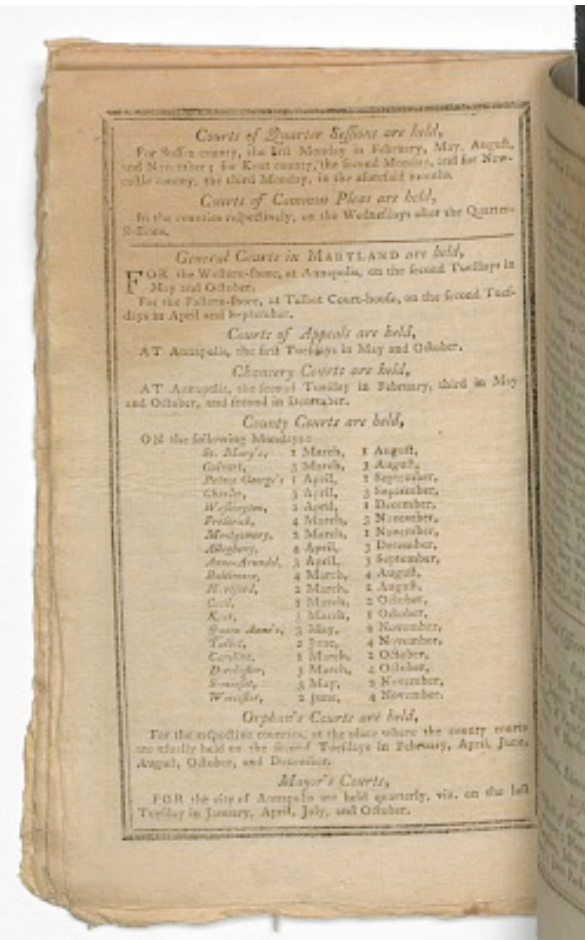 Courts of Quarter Sessions are held,
For Sussex county, the first Monday in February, May, August,
and November; for Kent county, the second Monday, and for New-
castle county, the third Monday, in the aforesaid months.
Courts of Common Pleas are held,
In the counties respectively, on the Wednesdays after the Quarter-
Sessions.
General Courts in MARYLAND are held,
FOR the Western-shore, at Annapolis, on the second Tuesdays in
May and October.
For the Eastern-shore, at Talbot Court-house, on the second Tues-
days in April and September.
Courts of Appeals are held,
AT Annapolis, the first Tuesdays in May and October.
Chancery Courts are held,
AT Annapolis, the second Tuesday in February, third in May
and October, and second in December.
County Courts are held,
ON the following Mondays:
St. Mary's, 1 March, 1 August,
Calvert, 3 March, 3 August,
Prince George's 1 April, September,
Charles, 3 April, 3 September,
Washington, April, 1 December,
Frederick, 4 March, 3 November,
Montgomery, 2 March, 1 November,
Allegheny, 4 April, 3 December,
Anne-Arundel, 3 April, 3 September,
Baltimore, 4 March, 4 August,
Hartford, 2 March, August,
Cecil, March, 2 October,
Kent, 3 March, 1 October,
Queen Anne's, 3 May, November,
Talbot, 2 June, 4 November,
Caroline, 1 March, 2 October,
Dorchester, 3 March, 4 October,
Somerset, 3 May, 2 November,
Worcester, 2 June, 4 November.
Orphan's Courts are held,
For the respective counties, at the place where the county courts
are usually held on the second Tuesdays in February, April, June,
August, October, and December.
Mayor's Courts,
FOR the city of Annapolis are held quarterly, viz. on the last
Tuesday in January, April, July, and October.